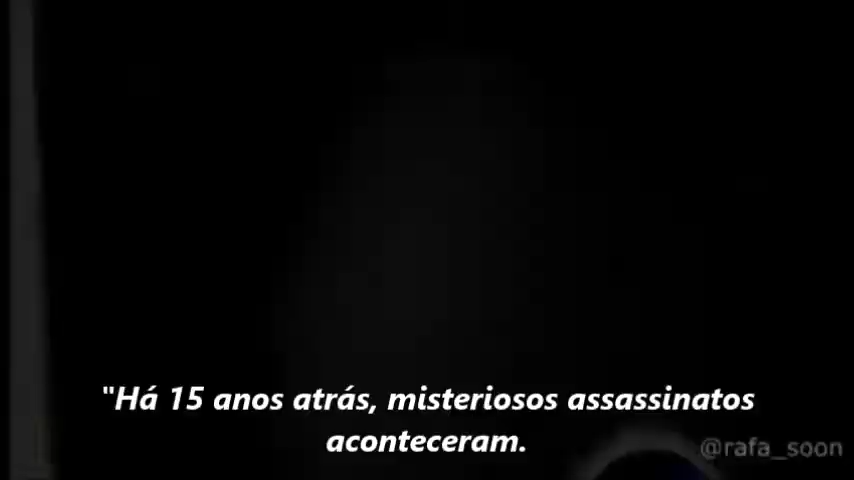 "Há 15 anos atrás, misteriosos assassinatos
aconteceram.
@rafa_soon